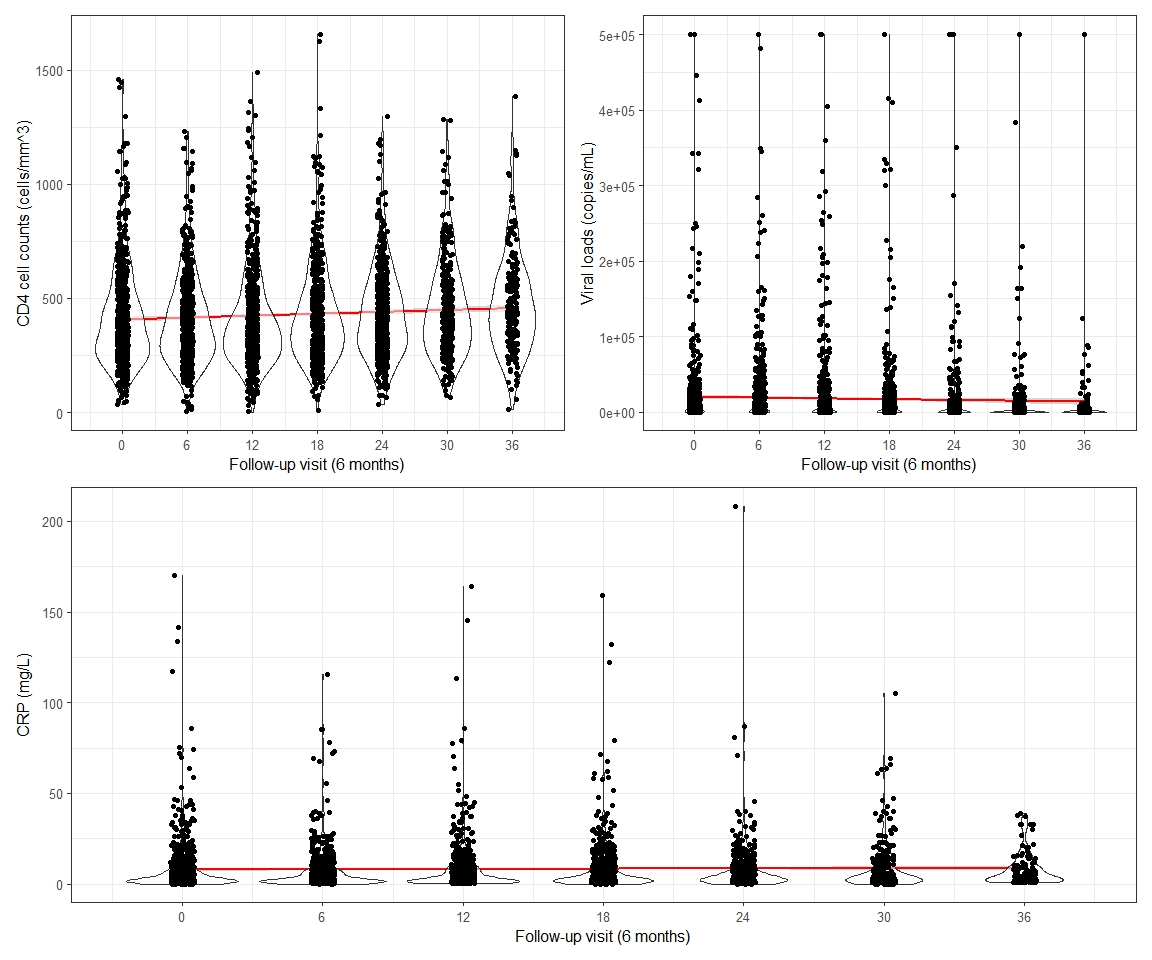 CD4 cell counts (cells/mm^3)
1500
1000
500
0
0 6 12 18 24 30 36
Follow-up visit (6 months)
Viral loads (copies/mL)
5e+05
4e+05
3e+05
2e+05
1e+05
0e+00
0 6 12 18 24 30 36
Follow-up visit (6 months)
CRP (mg/L)
200
150
100
50
0
0 6 12 18 24 30 36
Follow-up visit (6 months)